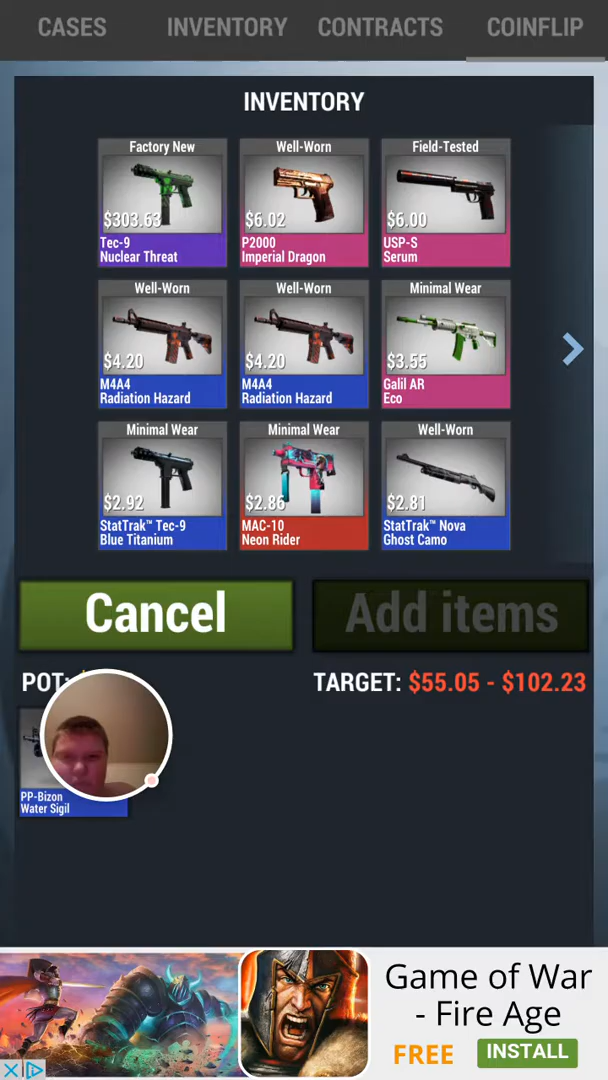 CASES INVENTORY CONTRACTS COINFLIP
INVENTORY
Factory New
$303.63
Tec-9
Nuclear Threat
Well-Worn
$6.02
P2000
Imperial Dragon
Field-Tested
$6.00
USP-S
Serum
Well-Worn
$4.20
M4A4
Radiation Hazard
Well-Worn
$4.20
M4A4
Radiation Hazard
Minimal Wear
$3.55
Galil AR
Eco
Minimal Wear
$2.92
StatTrak™ Tec-9
Blue Titanium
Minimal Wear
$2.86
MAC-10
Neon Rider
Well-Worn
$2.81
StatTrak™ Nova
Ghost Camo
Cancel Add items
POT: TARGET: $55.05 - $102.23
PP-Bizon
Water Sigil
Game of War
- Fire Age
FREE INSTALL